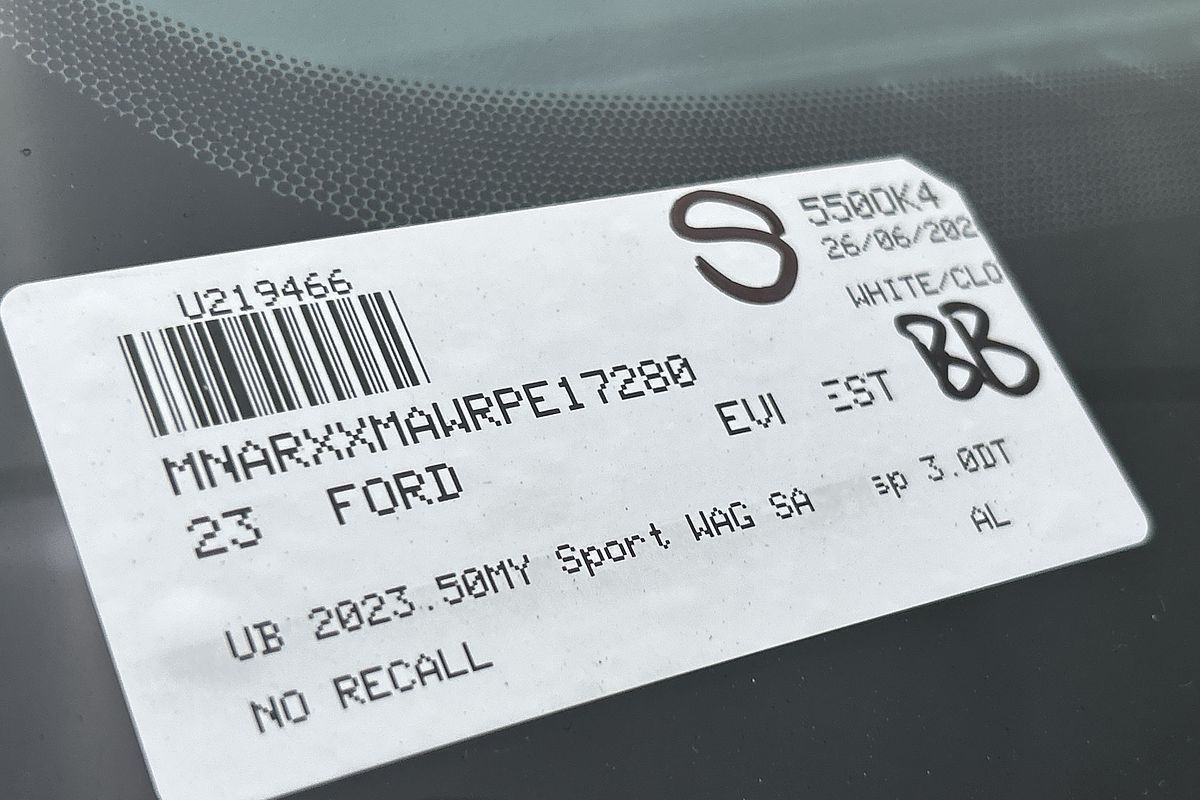 S
5500K4
26/06/202
WHITE/CLO
BB
U219466
MNARXXMAWRPE17280
EVI EST
23 FORD
UB 2023.50MY Sport WAG SA sp 3.0DT
AL
NO RECALL